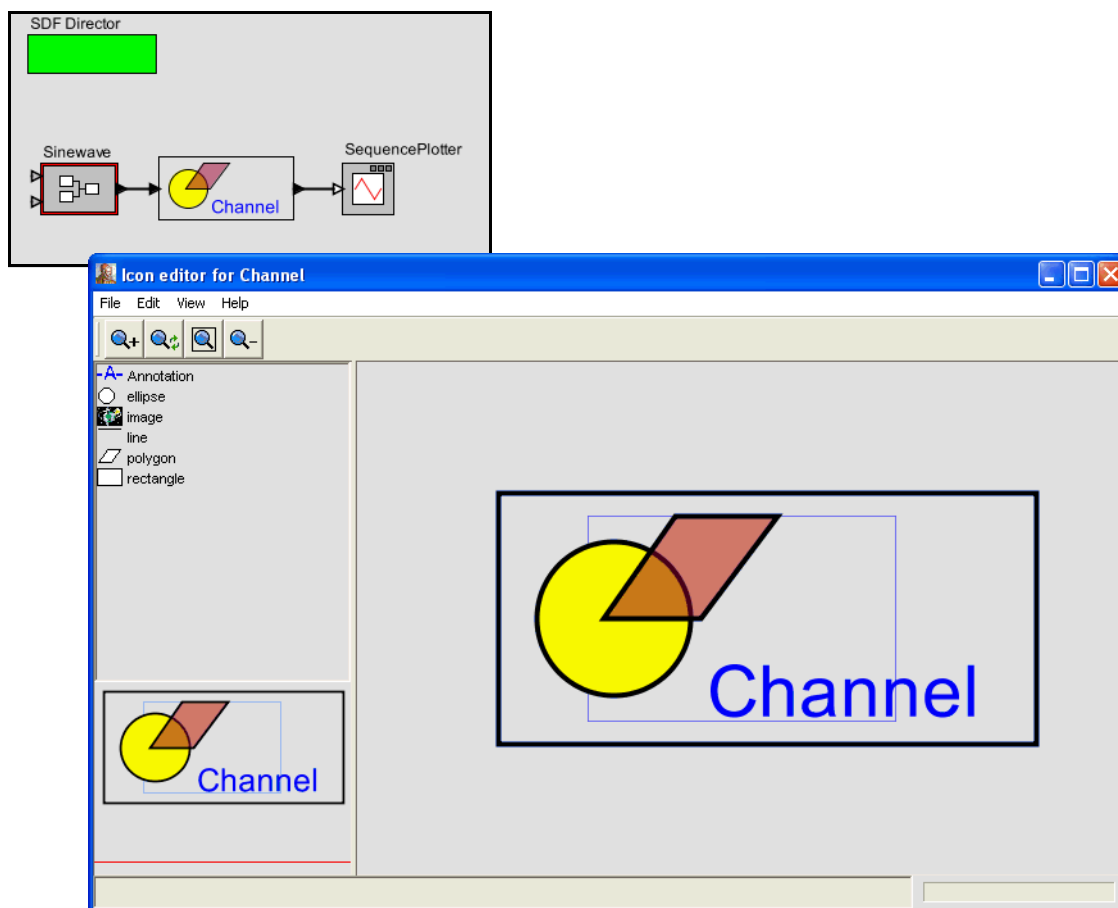 SDF Director
Sinewave
SequencePlotter
Channel
Icon editor for Channel
File Edit View Help
-A- Annotation
ellipse
image
line
polygon
rectangle
Channel
Channel